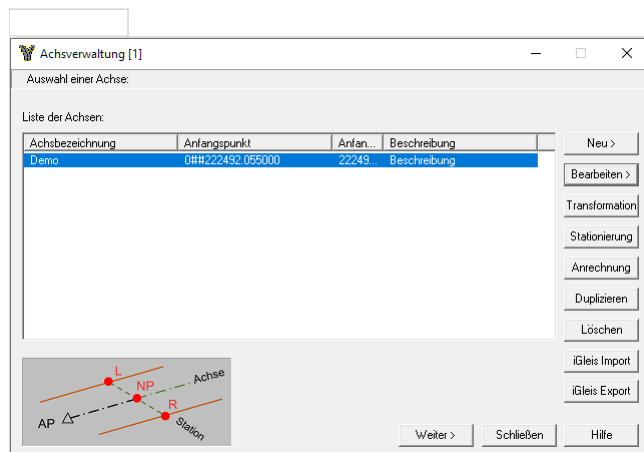 Achsverwaltung [1]
Auswahl einer Achse:
Liste der Achsen:
Achsbezeichnung Anfangspunkt Anfan... Beschreibung
Demo 0##222492.055000 22249... Beschreibung
Neu >
Bearbeiten >
Transformation
Stationierung
Anrechnung
Duplizieren
Löschen
iGleis Import
iGleis Export
L
Achse
NP
R
AP
Station
Weiter > Schließen Hilfe